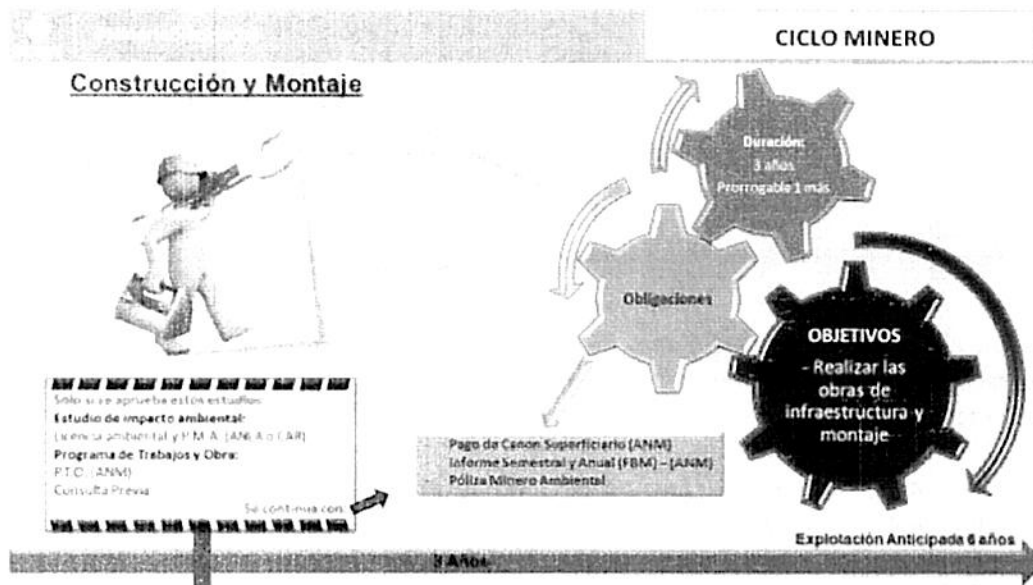 CICLO MINERO
Construcción y Montaje
Duración:
3 años
Prorrogable 1 más
Obligaciones
OBJETIVOS
- Realizar las
obras de
infraestructura y
montaje
Solo si se aprueba estos estudios:
Estudio de impacto ambiental:
Licencia ambiental y P.M.A. (ANLA o CAR)
Programa de Trabajos y Obra:
P.T.O. (ANM)
Consulta Previa
Se continua con:
Pago de Canon Superficiario (ANM)
Informe Semestral y Anual (FBM) – (ANM)
Póliza Minero Ambiental
Explotación Anticipada 6 años
3 Años